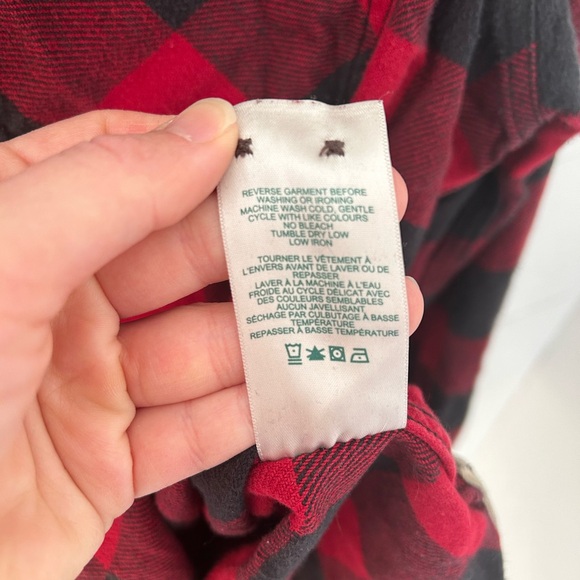 REVERSE GARMENT BEFORE
WASHING OR IRONING
MACHINE WASH COLD, GENTLE
CYCLE WITH LIKE COLOURS
NO BLEACH
TUMBLE DRY LOW
LOW IRON
TOURNER LE VÊTEMENT À
L'ENVERS AVANT DE LAVER OU DE
REPASSER
LAVER À LA MACHINE À L'EAU
FROIDE AU CYCLE DÉLICAT AVEC
DES COULEURS SEMBLABLES
AUCUN JAVELLISANT
SÉCHAGE PAR CULBUTAGE À BASSE
TEMPÉRATURE
REPASSER À BASSE TEMPÉRATURE